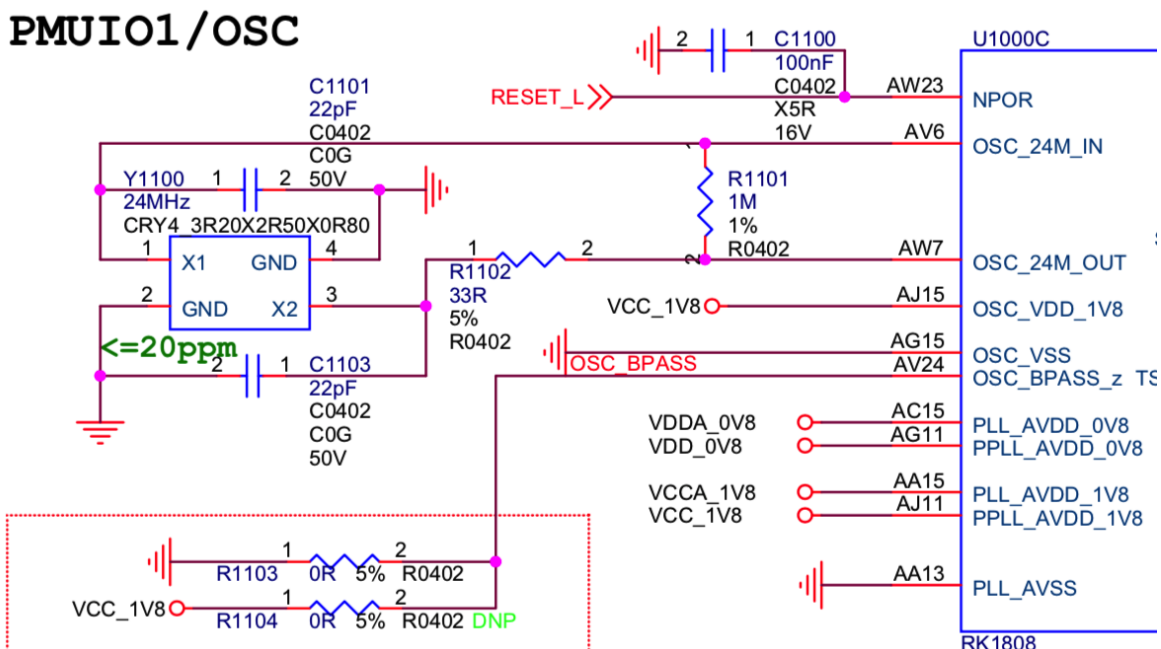 PMUIO1/OSC
U1000C
2 1 C1100
100nF
C0402
X5R
16V
RESET_L
AW23 NPOR
AV6 OSC_24M_IN
C1101
22pF
C0402
C0G
50V
Y1100 1 2
24MHz
CRY4_3R20X2R50X0R80
1 X1 GND 4
2 GND X2 3
<=20ppm
1
R1101
1M
1%
R0402
2
1 2
R1102
33R
5%
R0402
AW7 OSC_24M_OUT
VCC_1V8 AJ15 OSC_VDD_1V8
AG15 OSC_VSS
OSC_BPASS AV24 OSC_BPASS_z TS
2 1 C1103
22pF
C0402
C0G
50V
VDDA_0V8 AC15 PLL_AVDD_0V8
VDD_0V8 AG11 PPLL_AVDD_0V8
VCCA_1V8 AA15 PLL_AVDD_1V8
VCC_1V8 AJ11 PPLL_AVDD_1V8
AA13 PLL_AVSS
1 2
R1103 0R 5% R0402
VCC_1V8 1 2
R1104 0R 5% R0402 DNP
RK1808